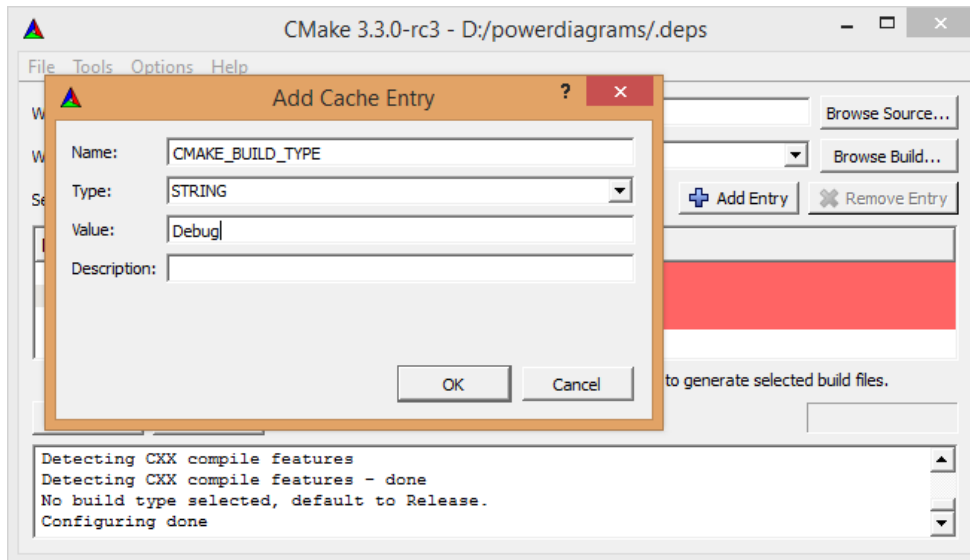 CMake 3.3.0-rc3 - D:/powerdiagrams/.deps
File Tools Options Help
Add Cache Entry ?
Browse Source...
Name: CMAKE_BUILD_TYPE
Browse Build...
Type: STRING
Add Entry Remove Entry
Value: Debug
Description:
OK Cancel
to generate selected build files.
Detecting CXX compile features
Detecting CXX compile features - done
No build type selected, default to Release.
Configuring done